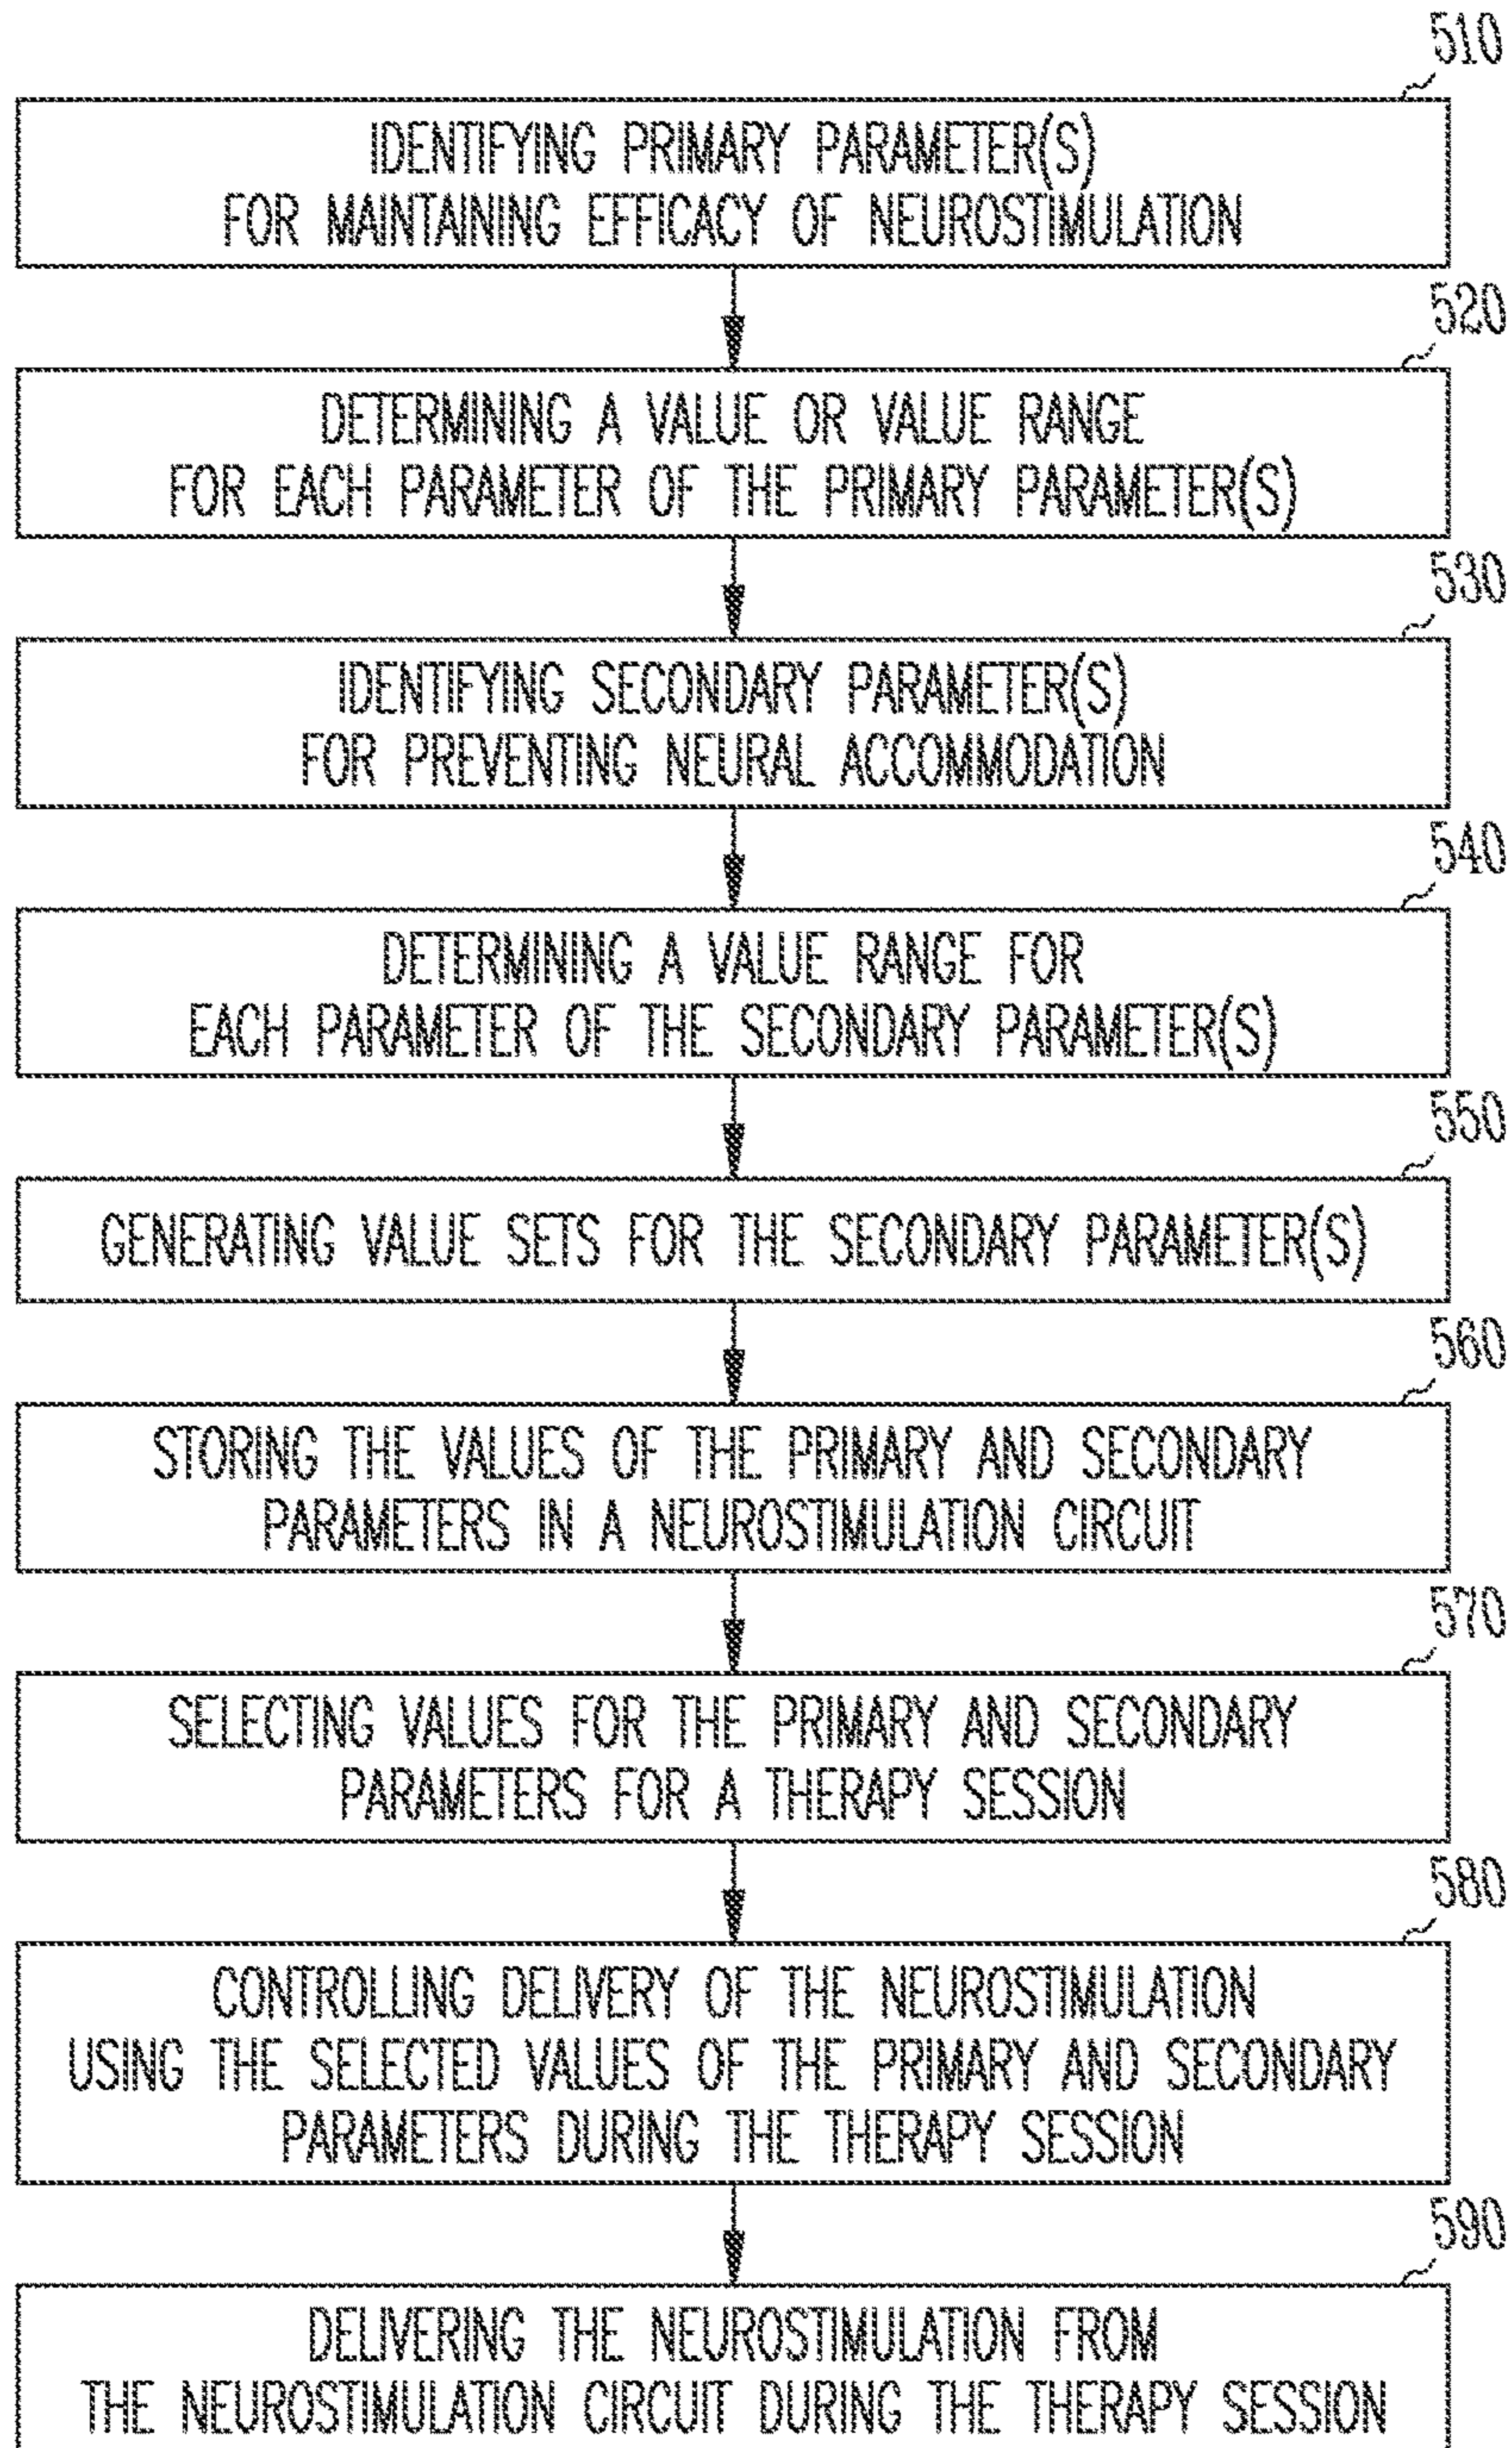 510
IDENTIFYING PRIMARY PARAMETER(S)
FOR MAINTAINING EFFICACY OF NEUROSTIMULATION
520
DETERMINING A VALUE OR VALUE RANGE
FOR EACH PARAMETER OF THE PRIMARY PARAMETER(S)
530
IDENTIFYING SECONDARY PARAMETER(S)
FOR PREVENTING NEURAL ACCOMMODATION
540
DETERMINING A VALUE RANGE FOR
EACH PARAMETER OF THE SECONDARY PARAMETER(S)
550
GENERATING VALUE SETS FOR THE SECONDARY PARAMETER(S)
560
STORING THE VALUES OF THE PRIMARY AND SECONDARY
PARAMETERS IN A NEUROSTIMULATION CIRCUIT
570
SELECTING VALUES FOR THE PRIMARY AND SECONDARY
PARAMETERS FOR A THERAPY SESSION
580
CONTROLLING DELIVERY OF THE NEUROSTIMULATION
USING THE SELECTED VALUES OF THE PRIMARY AND SECONDARY
PARAMETERS DURING THE THERAPY SESSION
590
DELIVERING THE NEUROSTIMULATION FROM
THE NEUROSTIMULATION CIRCUIT DURING THE THERAPY SESSION